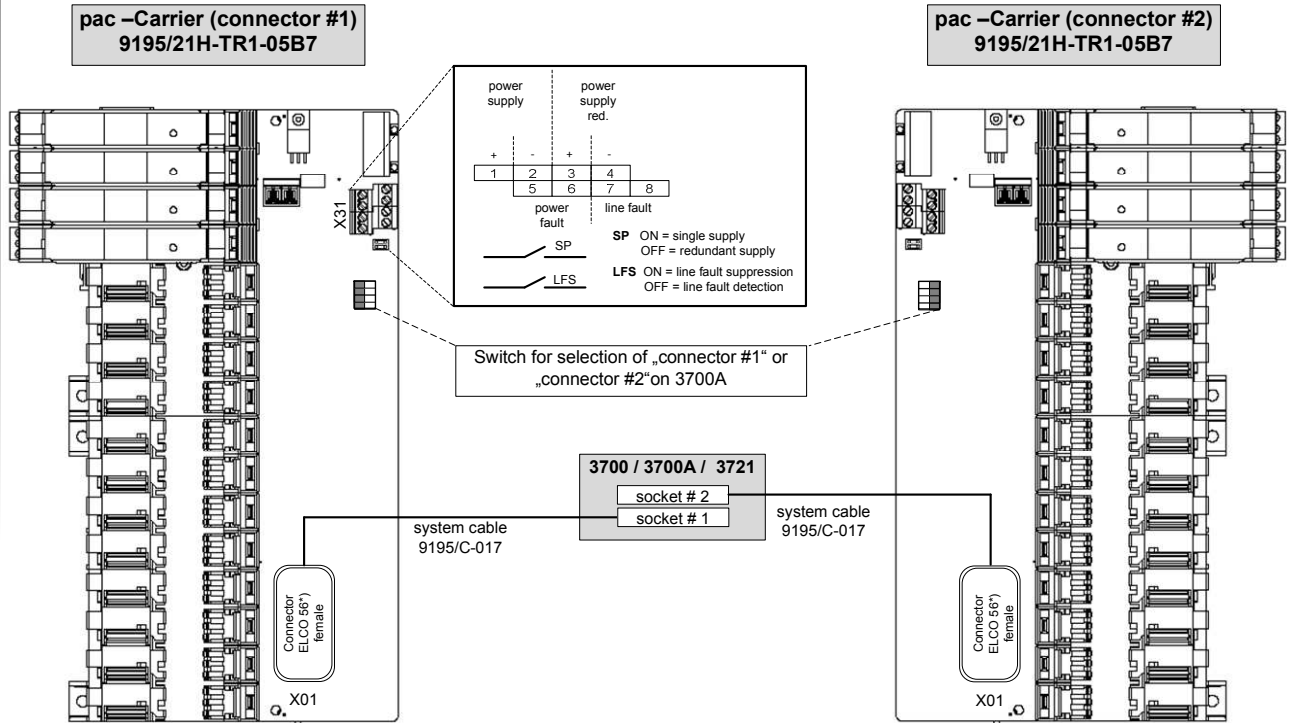 pac –Carrier (connector #1)
9195/21H-TR1-05B7
pac –Carrier (connector #2)
9195/21H-TR1-05B7
power
supply
power
supply
red.
+ - + -
1 2 3 4
5 6 7 8
power
fault
line fault
SP
SP ON = single supply
OFF = redundant supply
LFS
LFS ON = line fault suppression
OFF = line fault detection
X31
Switch for selection of „connector #1“ or
„connector #2“on 3700A
3700 / 3700A / 3721
socket # 2
socket # 1
system cable
9195/C-017
system cable
9195/C-017
Connector
ELCO 56*)
female
X01
Connector
ELCO 56*)
female
X01